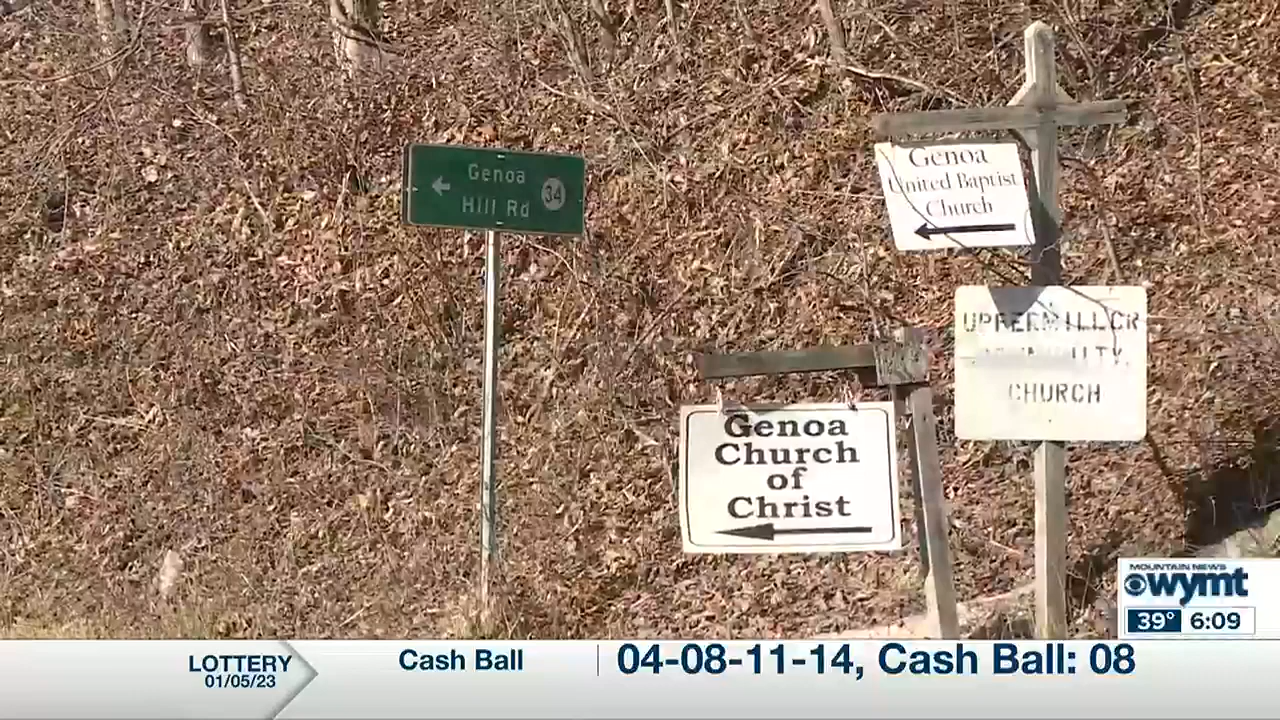 Genoa
Hill Rd
34
Genoa
United Baptist
Church
UPPERMILLCR
CHURCH
Genoa
Church
of
Christ
MOUNTAIN NEWS
wymt
39° 6:09
LOTTERY
01/05/23
Cash Ball
04-08-11-14, Cash Ball: 08